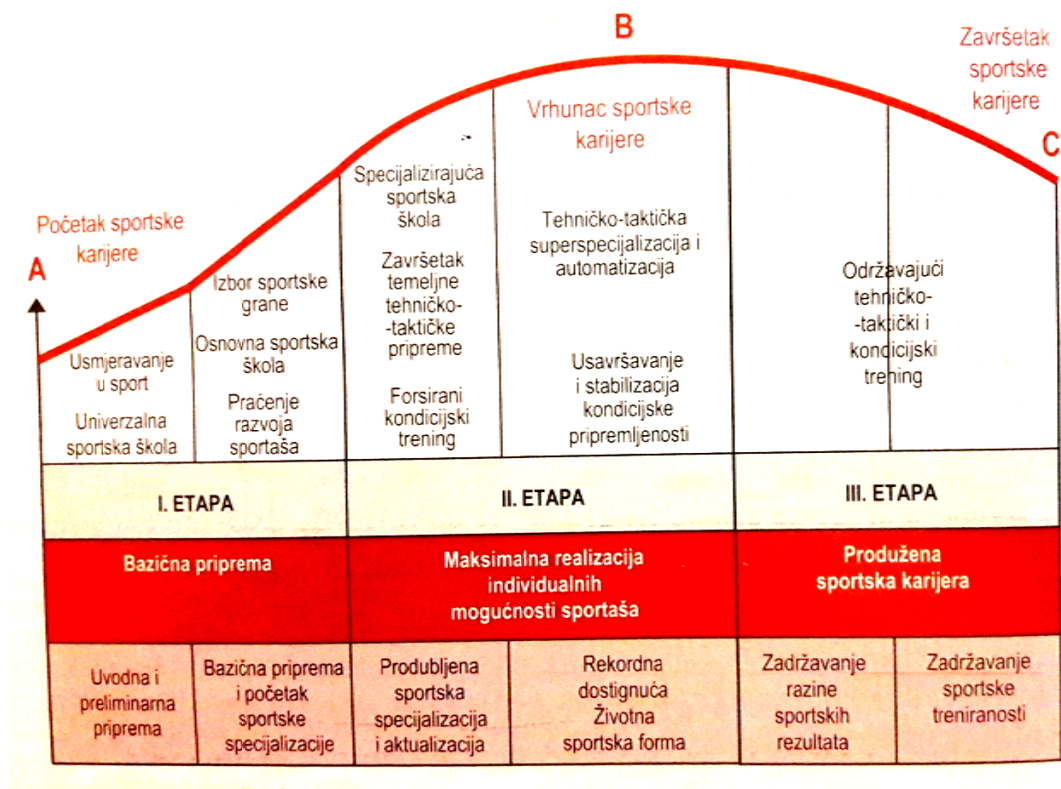 B
Završetak
sportske
karijere
C
Vrhunac sportske
karijere
Početak sportske
karijere
A
Specijalizirajuća
sportska
škola
Završetak
temeljne
tehničko-
-taktičke
pripreme
Forsirani
kondicijski
trening
Tehničko-taktička
superspecijalizacija i
automatizacija
Usavršavanje
i stabilizacija
kondicijske
pripremljenosti
Izbor sportske
grane
Osnovna sportska
škola
Praćenje
razvoja
sportaša
Usmjeravanje
u sport
Univerzalna
sportska škola
Održavajući
tehničko-
-taktički i
kondicijski
trening
I. ETAPA
II. ETAPA
III. ETAPA
Bazična priprema
Maksimalna realizacija
individualnih
mogućnosti sportaša
Produžena
sportska karijera
Uvodna i
preliminarna
priprema
Bazična priprema
i početak
sportske
specijalizacije
Produbljena
sportska
specijalizacija
i aktualizacija
Rekordna
dostignuća
Životna
sportska forma
Zadržavanje
razine
sportskih
rezultata
Zadržavanje
sportske
treniranosti